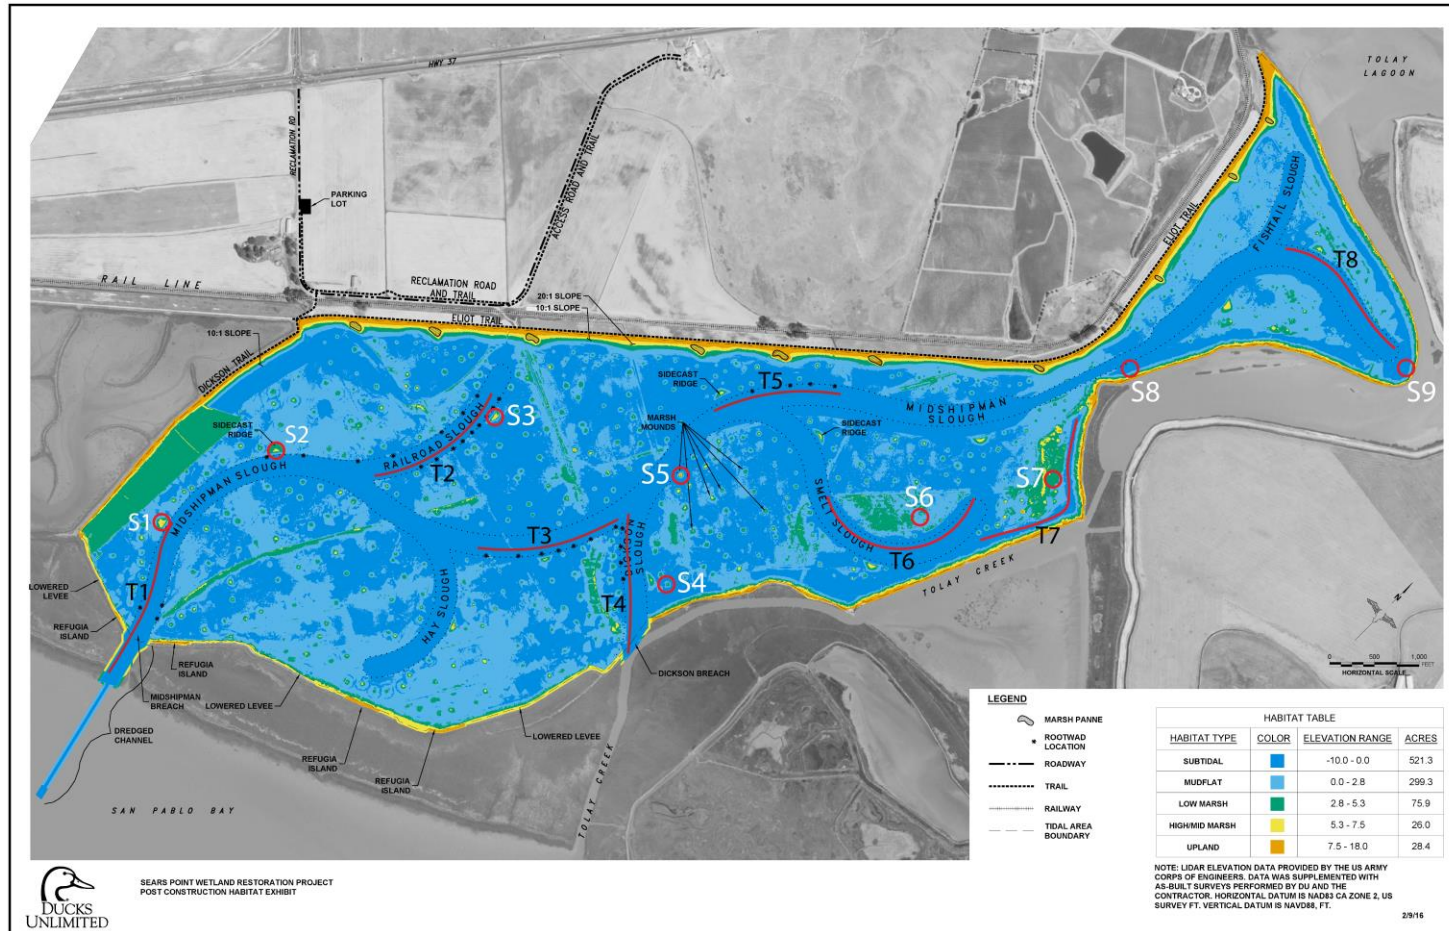 TOLAY
LAGOON
HWY 37
RECLAMATION RD
PARKING
LOT
ACCESS ROAD AND TRAIL
ELIOT TRAIL
FISHTAIL SLOUGH
T8
RAIL LINE
RECLAMATION ROAD
AND TRAIL
20:1 SLOPE
10:1 SLOPE
ELIOT TRAIL
10:1 SLOPE
DICKSON TRAIL
S8
S9
SIDECAST
RIDGE
T5
MIDSHIPMAN
SLOUGH
SIDECAST
RIDGE
S2
RAILROAD SLOUGH
S3
MARSH
MOUNDS
SIDECAST
RIDGE
MIDSHIPMAN SLOUGH
T2
S5
S7
S1
S6
SMELT SLOUGH
T3
DICKSON
SLOUGH
T7
T6
TOLAY CREEK
LOWERED
LEVEE
T1
HAY SLOUGH
T4
S4
REFUGIA
ISLAND
REFUGIA
ISLAND
DICKSON BREACH
MIDSHIPMAN
BREACH
LOWERED LEVEE
DREDGED
CHANNEL
LOWERED LEVEE
REFUGIA
ISLAND
REFUGIA
ISLAND
TOLAY CREEK
SAN PABLO BAY
N
0 500 1,000
FEET
HORIZONTAL SCALE
LEGEND
MARSH PANNE
ROOTWAD
LOCATION
ROADWAY
TRAIL
RAILWAY
TIDAL AREA
BOUNDARY
HABITAT TABLE
HABITAT TYPE COLOR ELEVATION RANGE ACRES
SUBTIDAL -10.0 - 0.0 521.3
MUDFLAT 0.0 - 2.8 299.3
LOW MARSH 2.8 - 5.3 75.9
HIGH/MID MARSH 5.3 - 7.5 26.0
UPLAND 7.5 - 18.0 28.4
NOTE: LIDAR ELEVATION DATA PROVIDED BY THE US ARMY
CORPS OF ENGINEERS. DATA WAS SUPPLEMENTED WITH
AS-BUILT SURVEYS PERFORMED BY DU AND THE
CONTRACTOR. HORIZONTAL DATUM IS NAD83 CA ZONE 2, US
SURVEY FT. VERTICAL DATUM IS NAVD88, FT.
2/9/16
DUCKS
UNLIMITED
SEARS POINT WETLAND RESTORATION PROJECT
POST CONSTRUCTION HABITAT EXHIBIT